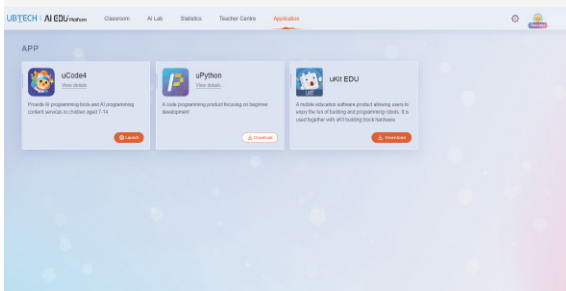 UBTECH | AI EDU Platform
Classroom
AI Lab
Statistics
Teacher Centre
Application
APP
uCode4
View details
Provide AI programming tools and AI programming
content services to children aged 7-14
Launch
uPython
View details
A code programming product focusing on beginner
development
Download
uKit EDU
A mobile education software product allowing users to
enjoy the fun of building and programming robots. It is
used together with uKit building block hardware
Download